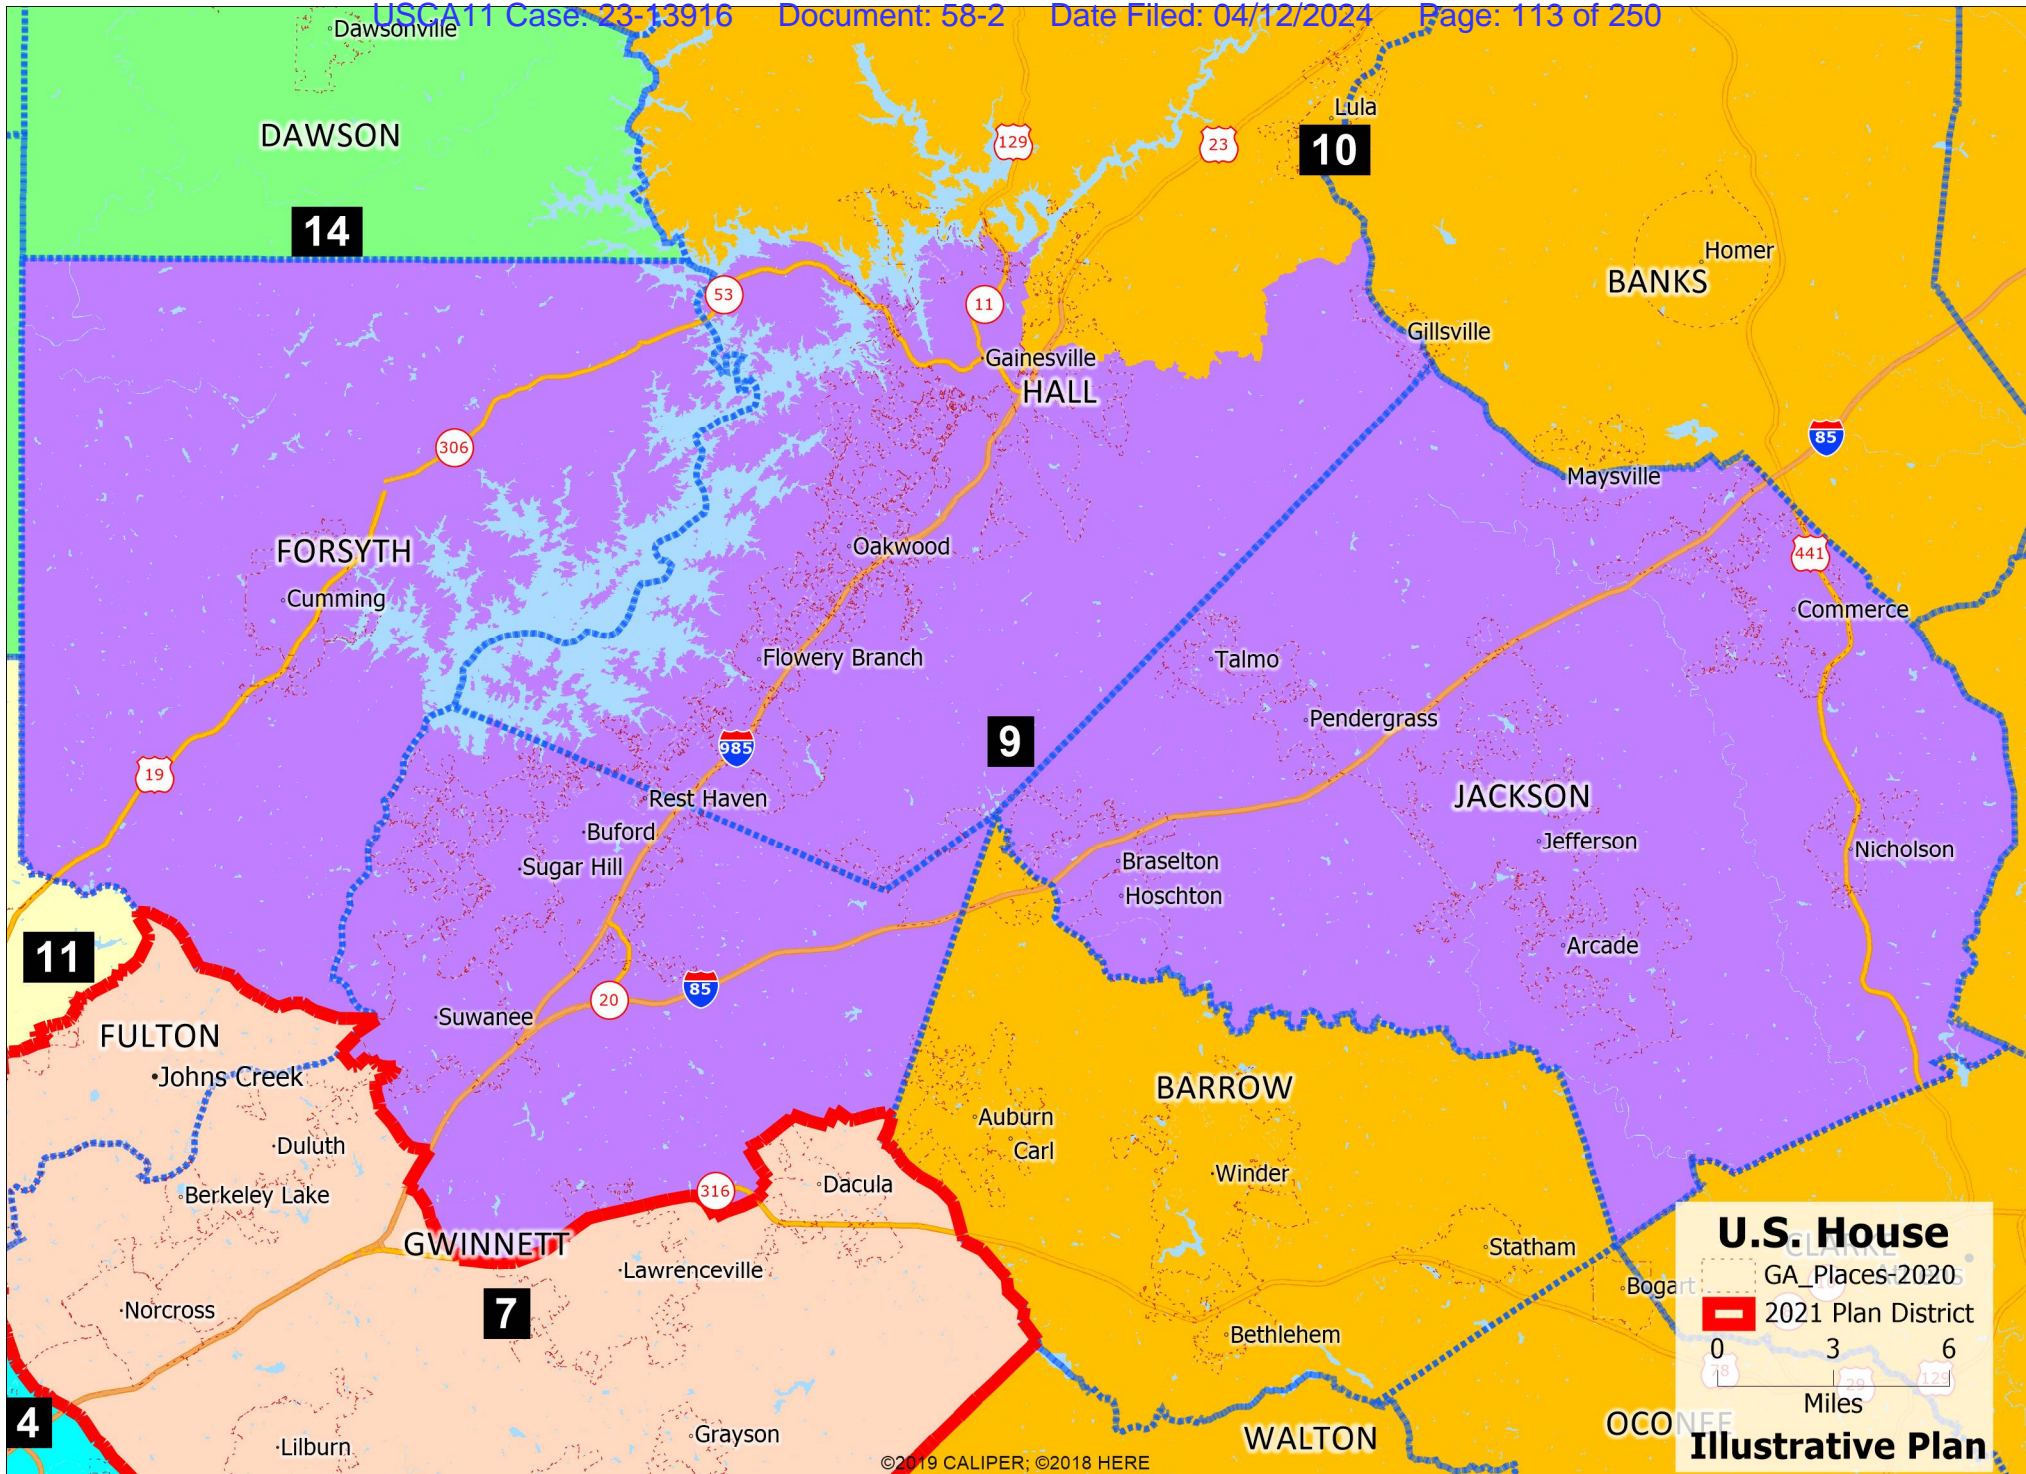 USCA11 Case: 23-13916 Document: 58-2 Date Filed: 04/12/2024 Page: 113 of 250
Dawsonville
Lula
DAWSON
129
23
10
14
Homer
BANKS
53
11
Gillsville
Gainesville
HALL
306
85
Maysville
Oakwood
FORSYTH
441
Cumming
Commerce
Flowery Branch
Talmo
Pendergrass
9
985
19
Rest Haven
JACKSON
Buford
Jefferson
Nicholson
Sugar Hill
Braselton
Hoschton
Arcade
11
85
20
Suwanee
FULTON
Johns Creek
BARROW
Auburn
Duluth
Carl
Winder
Dacula
Berkeley Lake
316
GWINNETT
Statham
Lawrenceville
Bogart
Norcross
7
Bethlehem
U.S. House
CLARKE
GA_Places-2020
2021 Plan District
0 3 6
78
29
129
Miles
4
Lilburn
Grayson
WALTON
OCONEE
Illustrative Plan
©2019 CALIPER; ©2018 HERE